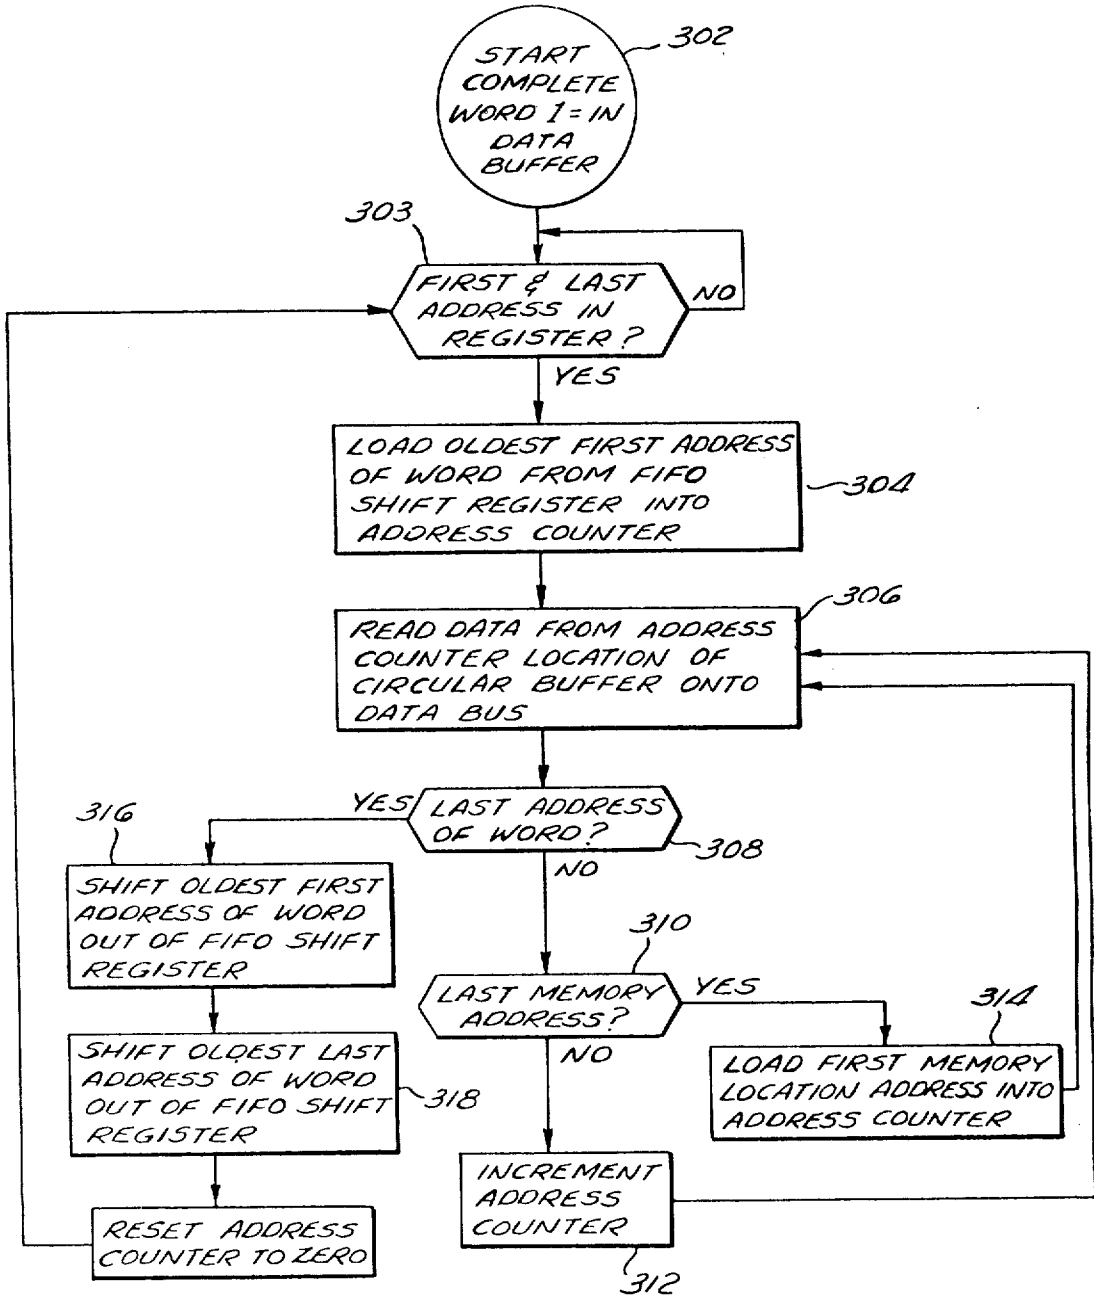 302
START
COMPLETE
WORD 1 = IN
DATA
BUFFER
303
FIRST & LAST
ADDRESS IN
REGISTER?
NO
YES
LOAD OLDEST FIRST ADDRESS
OF WORD FROM FIFO
SHIFT REGISTER INTO
ADDRESS COUNTER
304
306
READ DATA FROM ADDRESS
COUNTER LOCATION OF
CIRCULAR BUFFER ONTO
DATA BUS
YES
LAST ADDRESS
OF WORD?
308
NO
316
SHIFT OLDEST FIRST
ADDRESS OF WORD
OUT OF FIFO SHIFT
REGISTER
310
LAST MEMORY
ADDRESS?
YES
NO
314
LOAD FIRST MEMORY
LOCATION ADDRESS INTO
ADDRESS COUNTER
SHIFT OLDEST LAST
ADDRESS OF WORD
OUT OF FIFO SHIFT
REGISTER
318
INCREMENT
ADDRESS
COUNTER
312
RESET ADDRESS
COUNTER TO ZERO